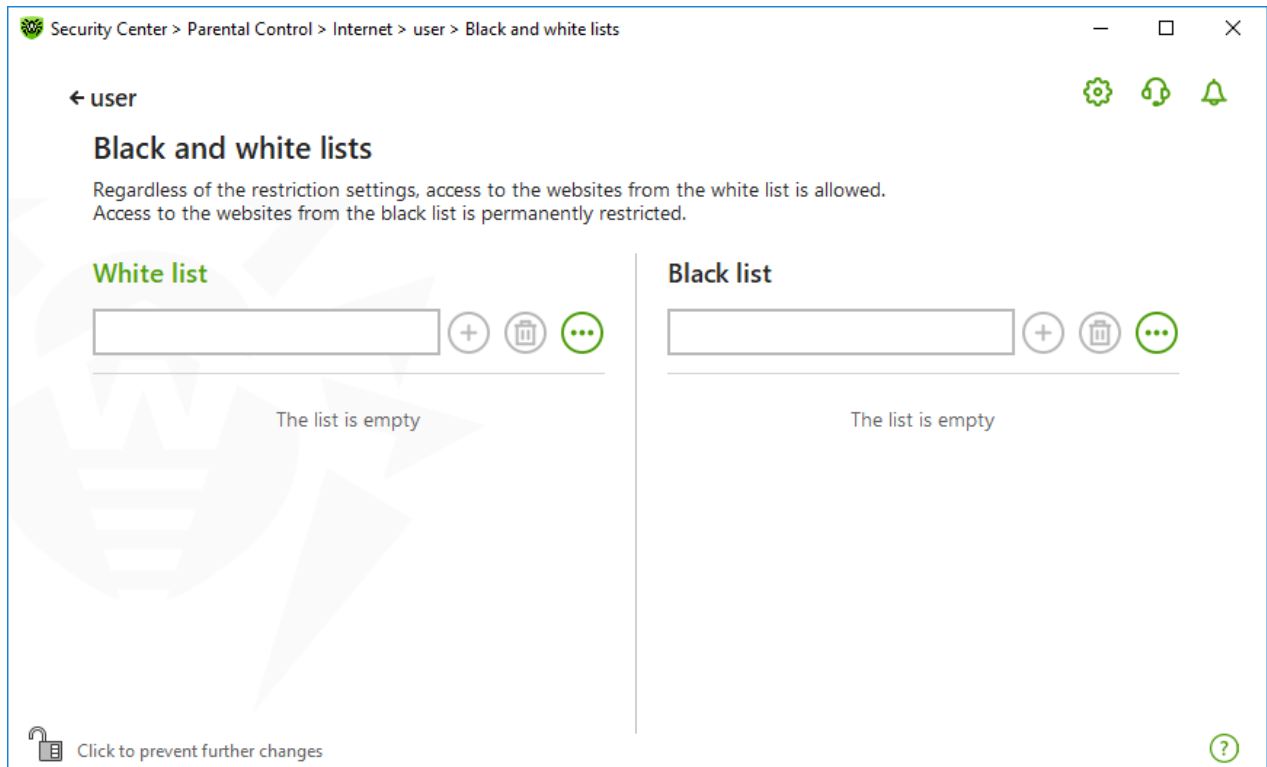 Security Center > Parental Control > Internet > user > Black and white lists
user
Black and white lists
Regardless of the restriction settings, access to the websites from the white list is allowed.
Access to the websites from the black list is permanently restricted.
White list
Black list
The list is empty
The list is empty
Click to prevent further changes
?